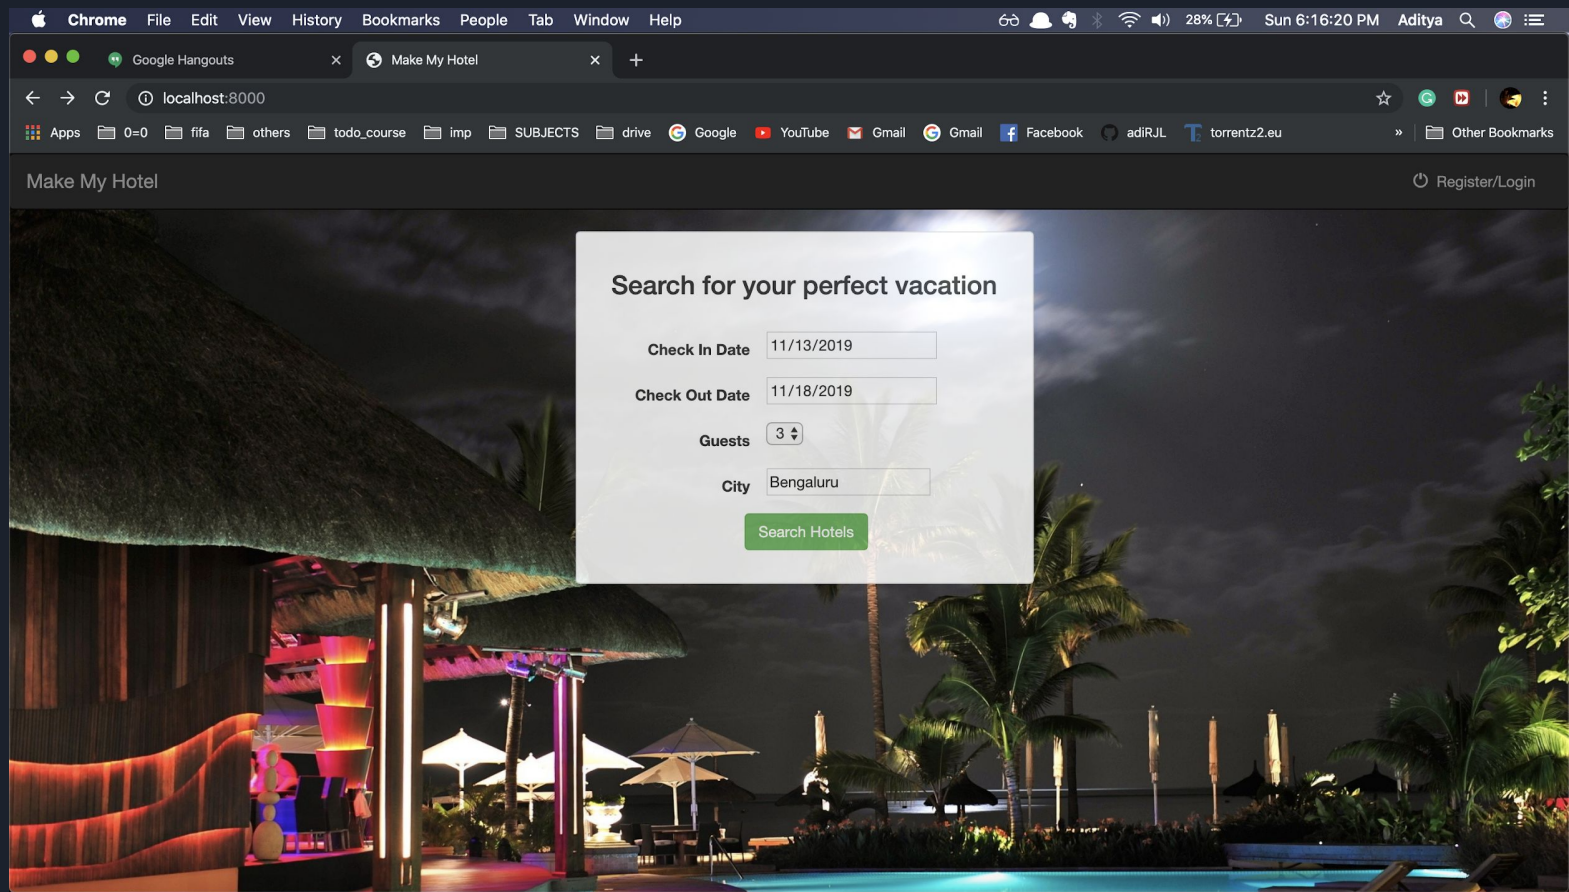 Chrome File Edit View History Bookmarks People Tab Window Help 28% Sun 6:16:20 PM Aditya
Google Hangouts Make My Hotel
localhost:8000
Apps 0=0 fifa others todo_course imp SUBJECTS drive Google YouTube Gmail Gmail Facebook adiRJL torrentz2.eu » Other Bookmarks
Make My Hotel Register/Login
Search for your perfect vacation
Check In Date 11/13/2019
Check Out Date 11/18/2019
Guests 3
City Bengaluru
Search Hotels